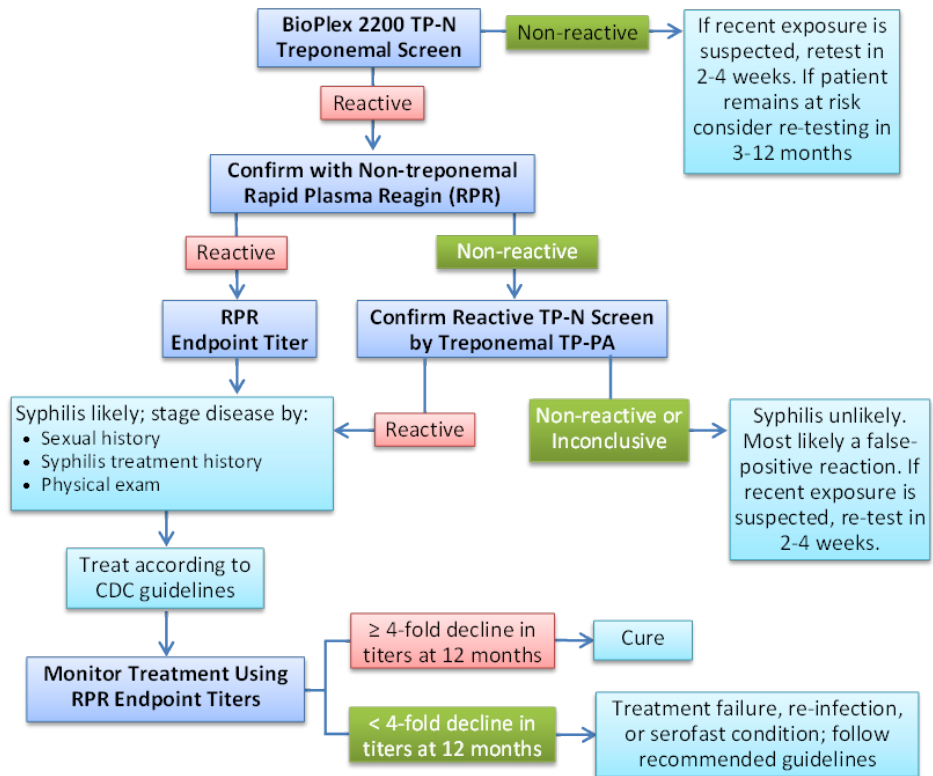 BioPlex 2200 TP-N
Treponemal Screen
Non-reactive
If recent exposure
is suspected,
retest in
2-4 weeks. If
patient
remains at risk
consider re-testing in
3-12 months
Reactive
Confirm with Non-treponemal
Rapid Plasma Reagin (RPR)
Reactive
Non-reactive
RPR
Endpoint Titer
Confirm Reactive TP-N Screen
by Treponemal TP-PA
Syphilis likely; stage disease by:
• Sexual history
• Syphilis treatment history
• Physical exam
Reactive
Non-reactive or
Inconclusive
Syphilis unlikely.
Most likely a false-
positive reaction. If
recent exposure is
suspected, re-test in
2-4 weeks.
Treat according to
CDC guidelines
Monitor Treatment Using
RPR Endpoint Titers
≥ 4-fold decline in
titers at 12 months
Cure
< 4-fold decline in
titers at 12 months
Treatment failure, re-infection,
or serofast condition; follow
recommended guidelines